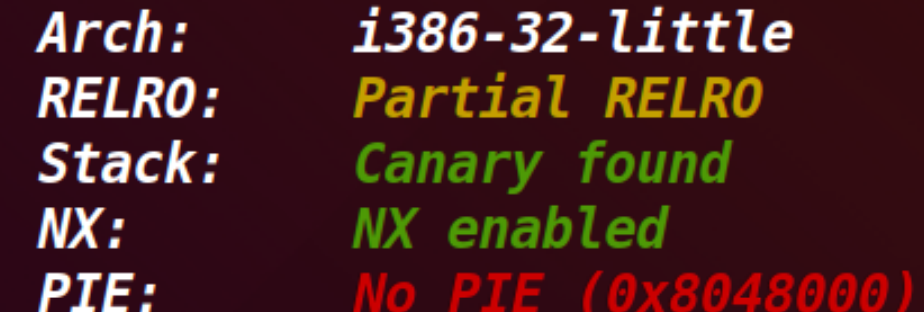 Arch: i386-32-little
RELRO: Partial RELRO
Stack: Canary found
NX: NX enabled
PIE: No PIE (0x8048000)